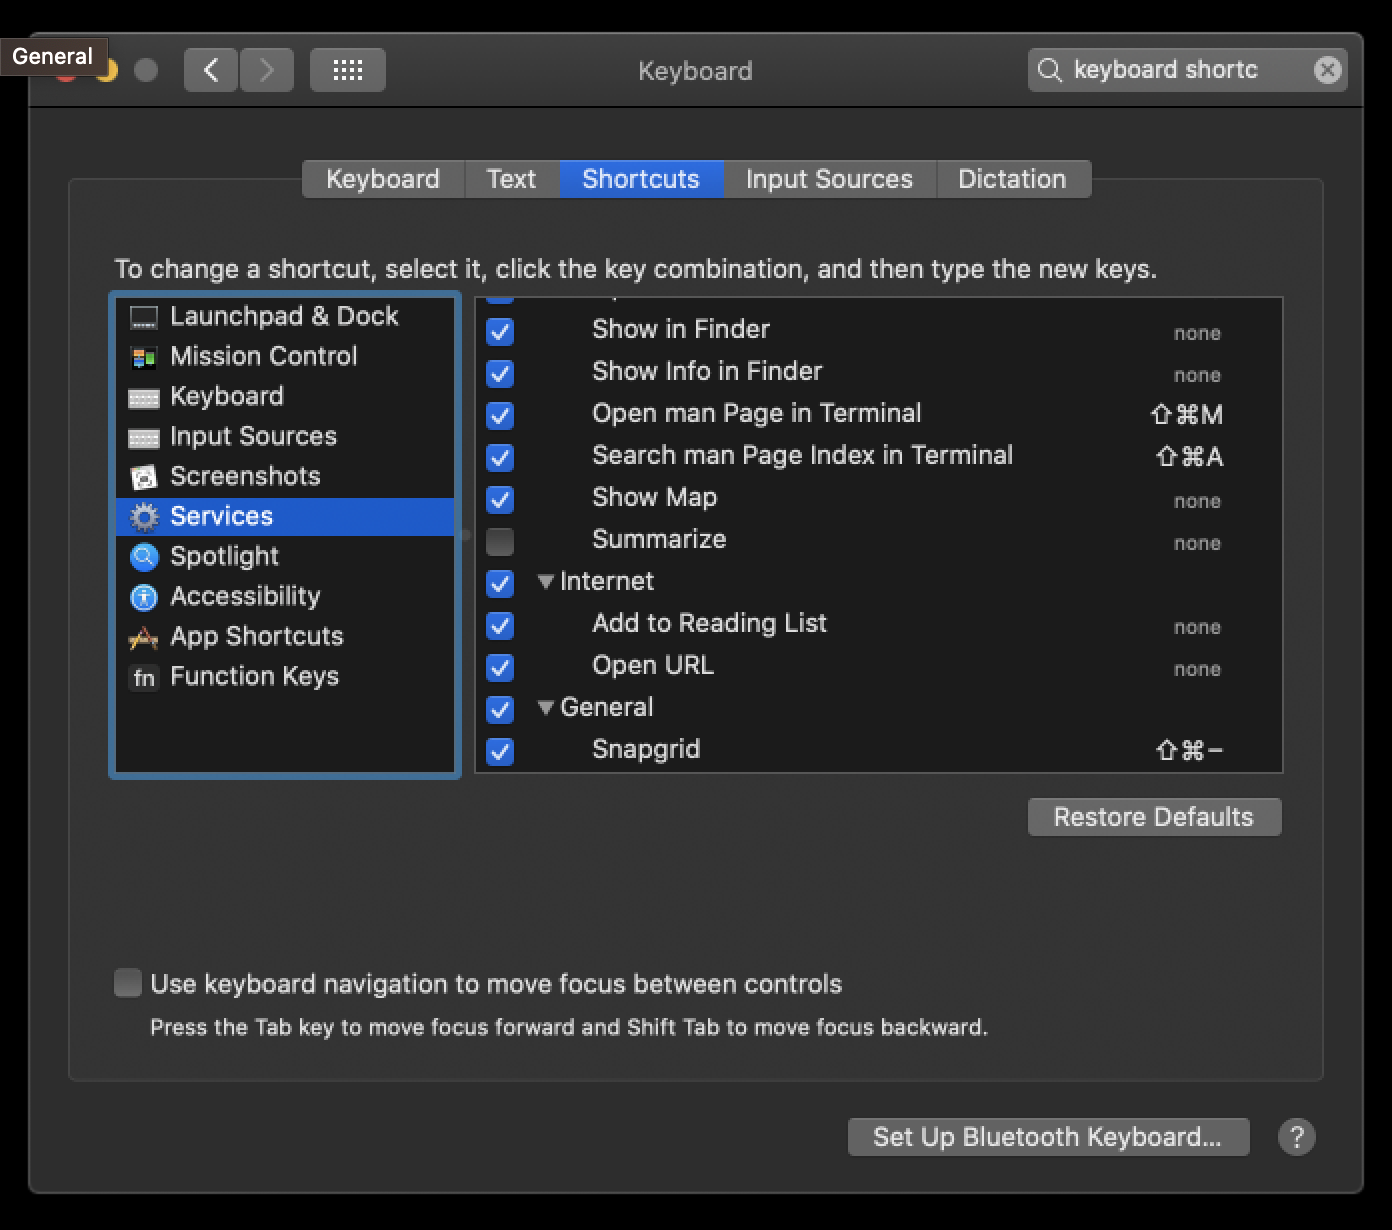 General
Keyboard
keyboard shortc
Keyboard Text Shortcuts Input Sources Dictation
To change a shortcut, select it, click the key combination, and then type the new keys.
Launchpad & Dock
Mission Control
Keyboard
Input Sources
Screenshots
Services
Spotlight
Accessibility
App Shortcuts
fn Function Keys
Show in Finder none
Show Info in Finder none
Open man Page in Terminal ⇧⌘M
Search man Page Index in Terminal ⇧⌘A
Show Map none
Summarize none
Internet
Add to Reading List none
Open URL none
General
Snapgrid ⇧⌘–
Restore Defaults
Use keyboard navigation to move focus between controls
Press the Tab key to move focus forward and Shift Tab to move focus backward.
Set Up Bluetooth Keyboard... ?